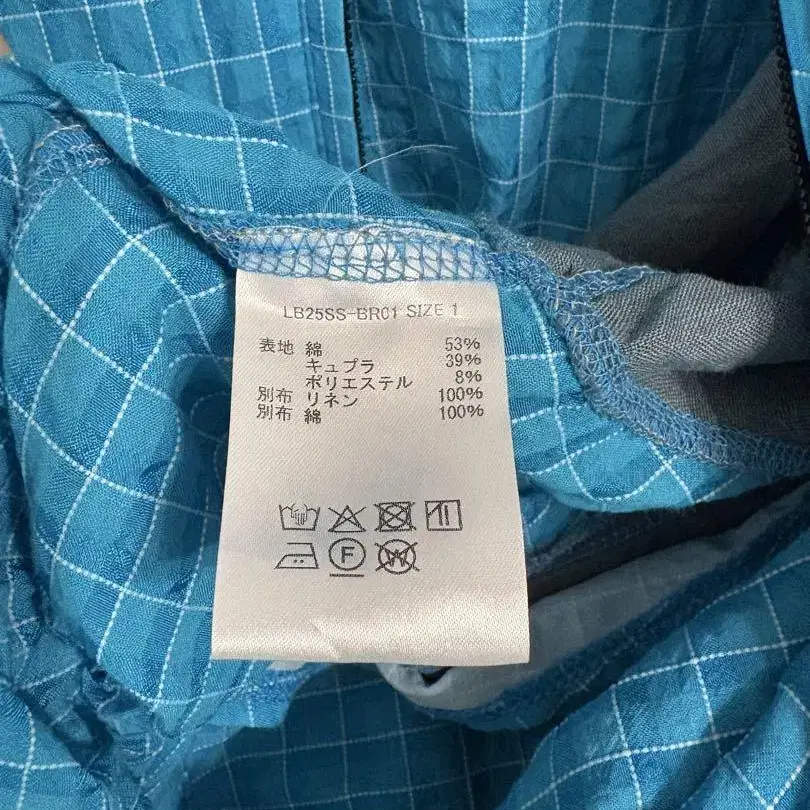 LB25SS-BR01 SIZE 1
表地 綿 53%
キュプラ 39%
ポリエステル 8%
別布 リネン 100%
別布 綿 100%
F
W